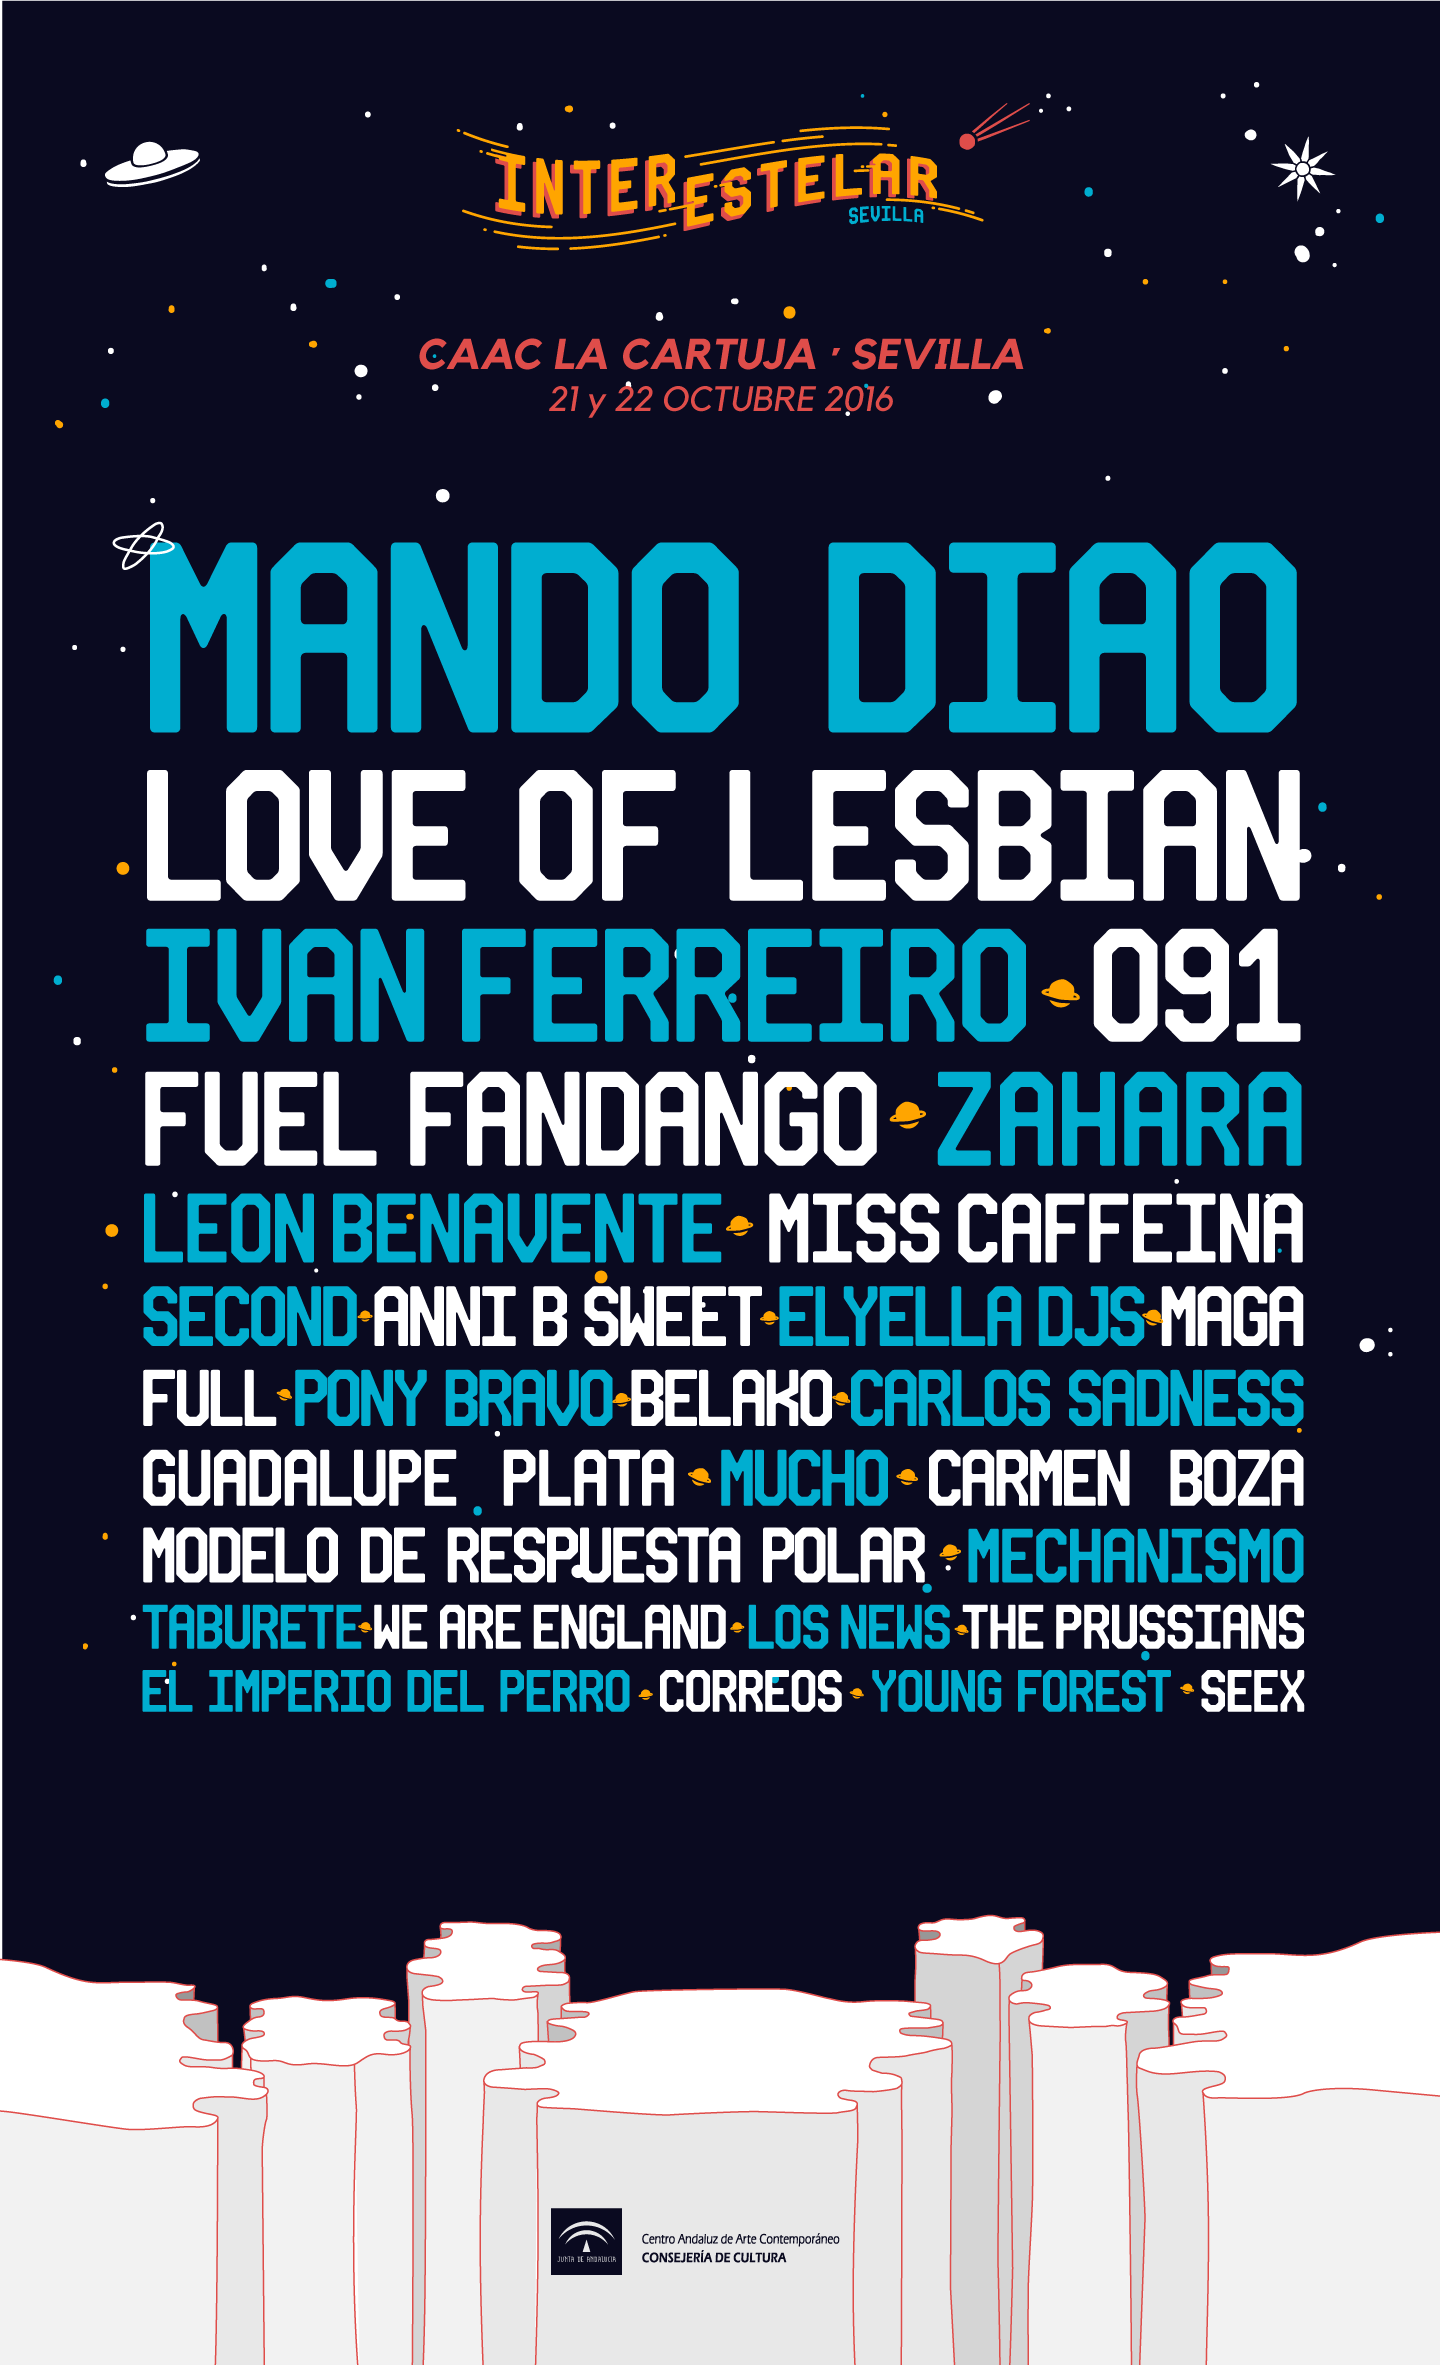 INTERESTELAR
SEVILLA
CAAC LA CARTUJA · SEVILLA
21 y 22 OCTUBRE 2016
MANDO DIAO
LOVE OF LESBIAN
IVAN FERREIRO 091
FUEL FANDANGO ZAHARA
LEON BENAVENTE MISS CAFFEINA
SECOND ANNI B SWEET ELYELLA DJS MAGA
FULL PONY BRAVO BELAKO CARLOS SADNESS
GUADALUPE PLATA MUCHO CARMEN BOZA
MODELO DE RESPUESTA POLAR MECHANISMO
TABURETE WE ARE ENGLAND LOS NEWS THE PRUSSIANS
EL IMPERIO DEL PERRO CORREOS YOUNG FOREST SEEX
JUNTA DE ANDALUCIA
Centro Andaluz de Arte Contemporáneo
CONSEJERÍA DE CULTURA